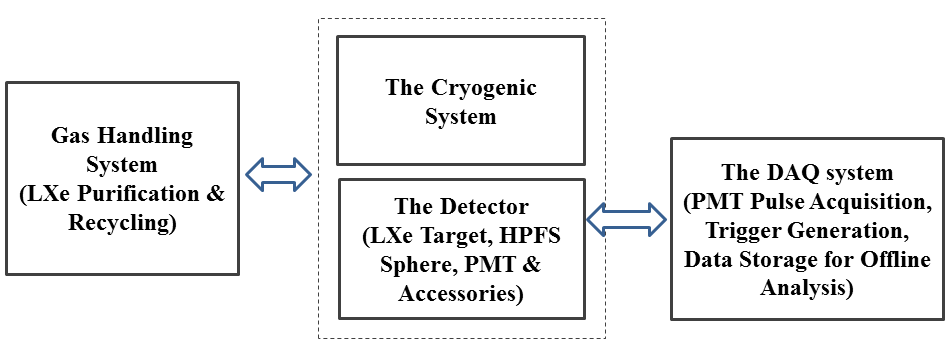 Gas Handling
System
(LXe Purification &
Recycling)
The Cryogenic
System
The Detector
(LXe Target, HPFS
Sphere, PMT &
Accessories)
The DAQ system
(PMT Pulse Acquisition,
Trigger Generation,
Data Storage for Offline
Analysis)